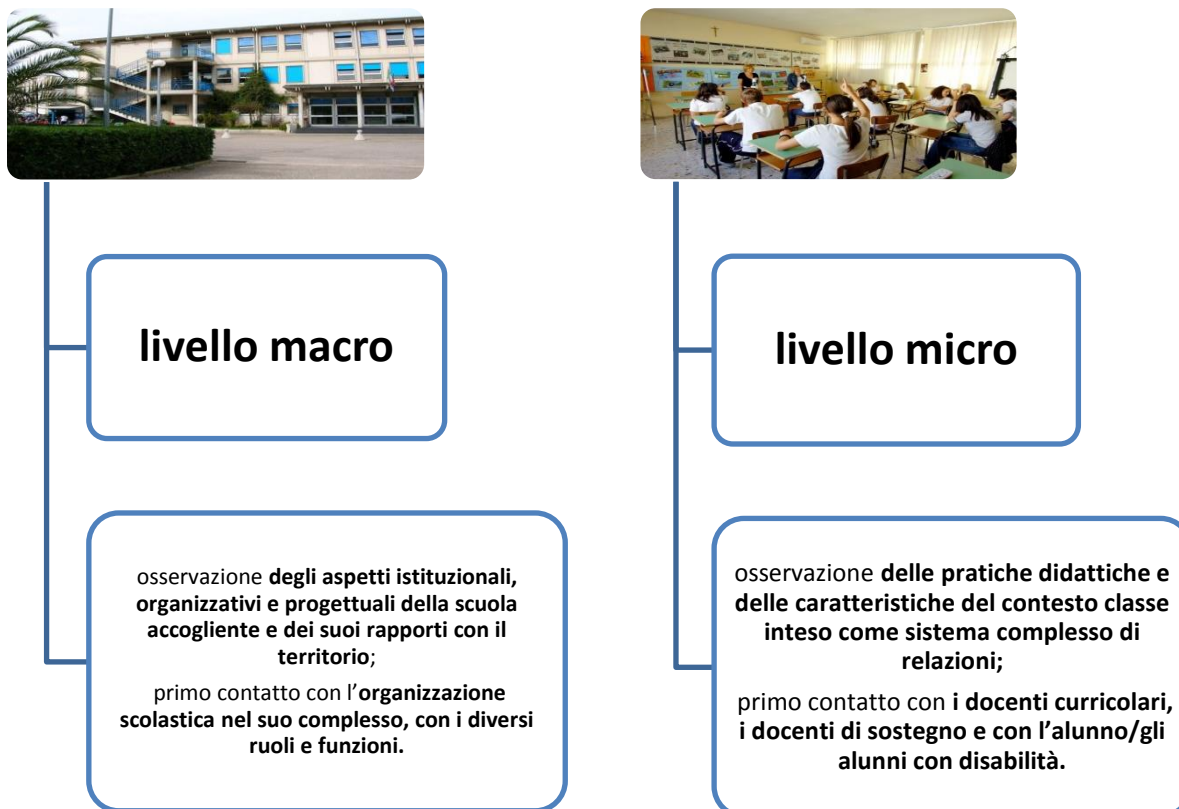 livello macro
osservazione degli aspetti istituzionali,
organizzativi e progettuali della scuola
accogliente e dei suoi rapporti con il
territorio;
primo contatto con l’organizzazione
scolastica nel suo complesso, con i diversi
ruoli e funzioni.
livello micro
osservazione delle pratiche didattiche e
delle caratteristiche del contesto classe
inteso come sistema complesso di
relazioni;
primo contatto con i docenti curricolari,
i docenti di sostegno e con l’alunno/gli
alunni con disabilità.